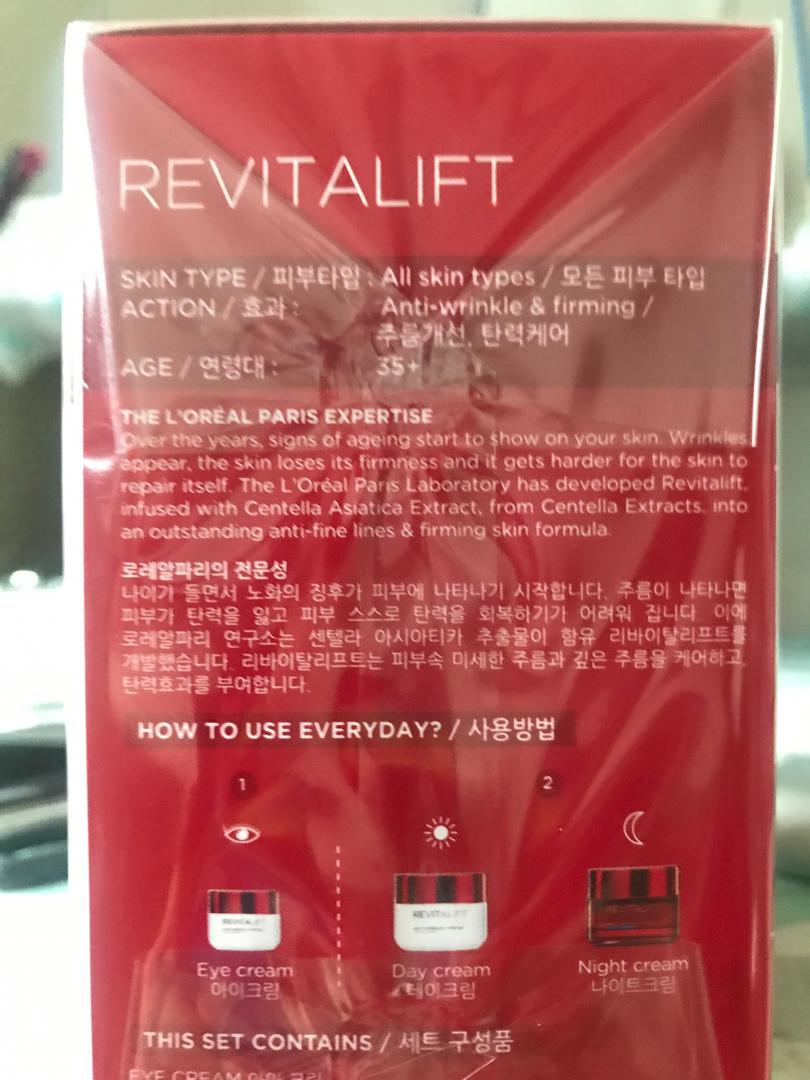 REVITALIFT
SKIN TYPE / 피부타입 : All skin types / 모든 피부 타입
ACTION / 효과 : Anti-wrinkle & firming /
주름개선, 탄력케어
AGE / 연령대 : 35+
THE L'ORÉAL PARIS EXPERTISE
Over the years, signs of ageing start to show on your skin. Wrinkles
appear, the skin loses its firmness and it gets harder for the skin to
repair itself. The L'Oréal Paris Laboratory has developed Revitalift,
infused with Centella Asiatica Extract, from Centella Extracts, into
an outstanding anti-fine lines & firming skin formula.
로레알파리의 전문성
나이가 들면서 노화의 징후가 피부에 나타나기 시작합니다. 주름이 나타나면
피부가 탄력을 잃고 피부 스스로 탄력을 회복하기가 어려워 집니다. 이에
로레알파리 연구소는 센텔라 아시아티카 추출물이 함유 리바이탈리프트를
개발했습니다. 리바이탈리프트는 피부속 미세한 주름과 깊은 주름을 케어하고,
탄력효과를 부여합니다.
HOW TO USE EVERYDAY? / 사용방법
1 2
REVITALIFT REVITALIFT REVITALIFT
Eye cream Day cream Night cream
아이크림 데이크림 나이트크림
THIS SET CONTAINS / 세트 구성품
EYE CREAM 아이 크림